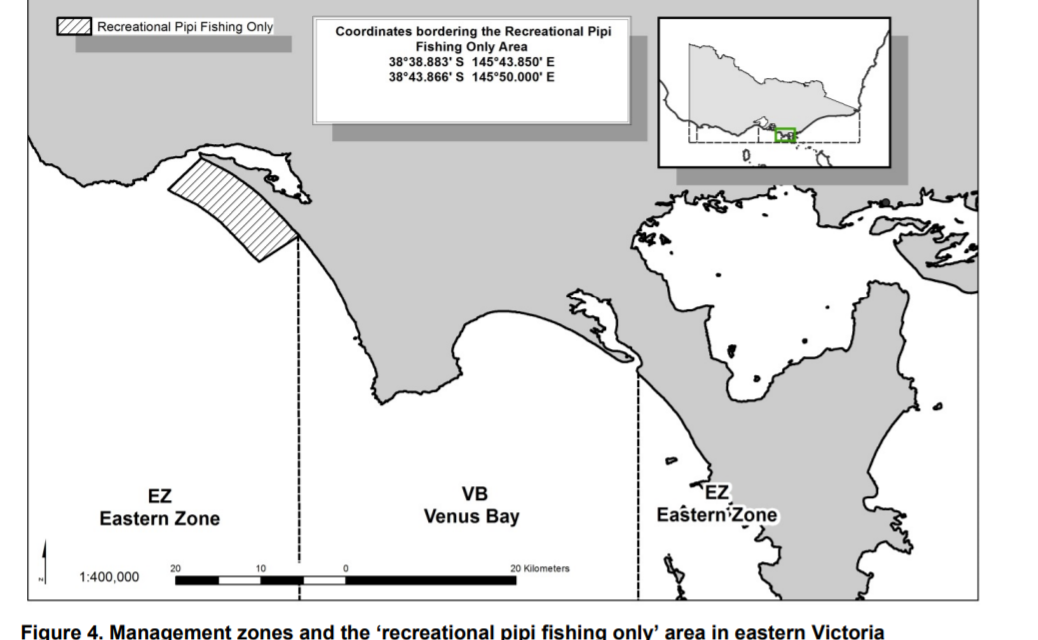 Recreational Pipi Fishing Only
Coordinates bordering the Recreational Pipi
Fishing Only Area
38°38.883' S 145°43.850' E
38°43.866' S 145°50.000' E
EZ
Eastern Zone
VB
Venus Bay
EZ
Eastern Zone
N
1:400,000
20 10 0 20 Kilometers
Figure 4. Management zones and the ‘recreational pipi fishing only’ area in eastern Victoria